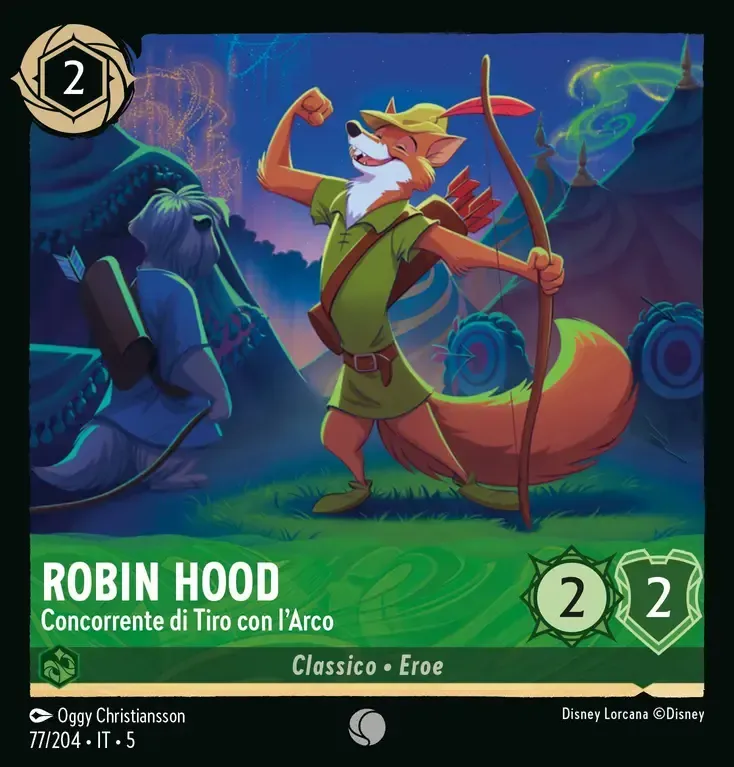 2
ROBIN HOOD
Concorrente di Tiro con l'Arco
2 2
Classico • Eroe
Oggy Christiansson
Disney Lorcana ©Disney
77/204 • IT • 5